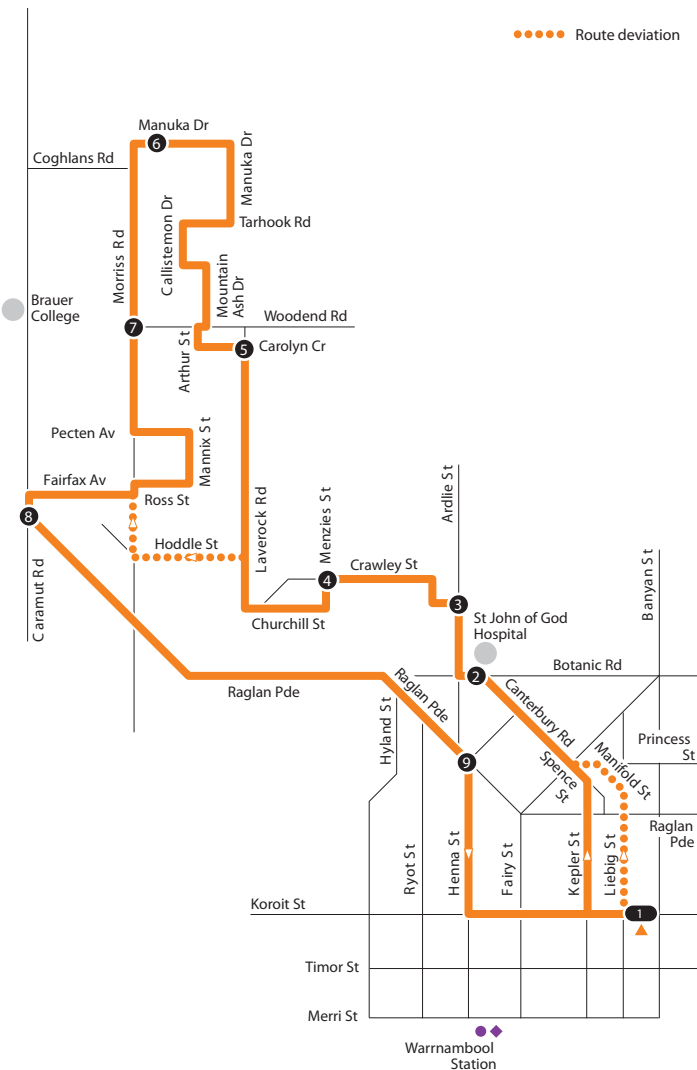 Route deviation
Manuka Dr
6
Coghlans Rd
Manuka Dr
Callistemon Dr
Tarhook Rd
Morriss Rd
Mountain
Ash Dr
Brauer
College
Woodend Rd
7
Arthur St
5
Carolyn Cr
Pecten Av
Mannix St
Fairfax Av
Ross St
8
Hoddle St
Laverock Rd
Menzies St
Ardlie St
Caramut Rd
4
Crawley St
Banyan St
3
Churchill St
St John of God
Hospital
Botanic Rd
2
Raglan Pde
Raglan Pde
Canterbury Rd
Hyland St
Princess
St
Manifold St
Spence
St
9
Raglan
Pde
Ryot St
Henna St
Fairy St
Kepler St
Liebig St
Koroit St
1
Timor St
Merri St
Warrnambool
Station